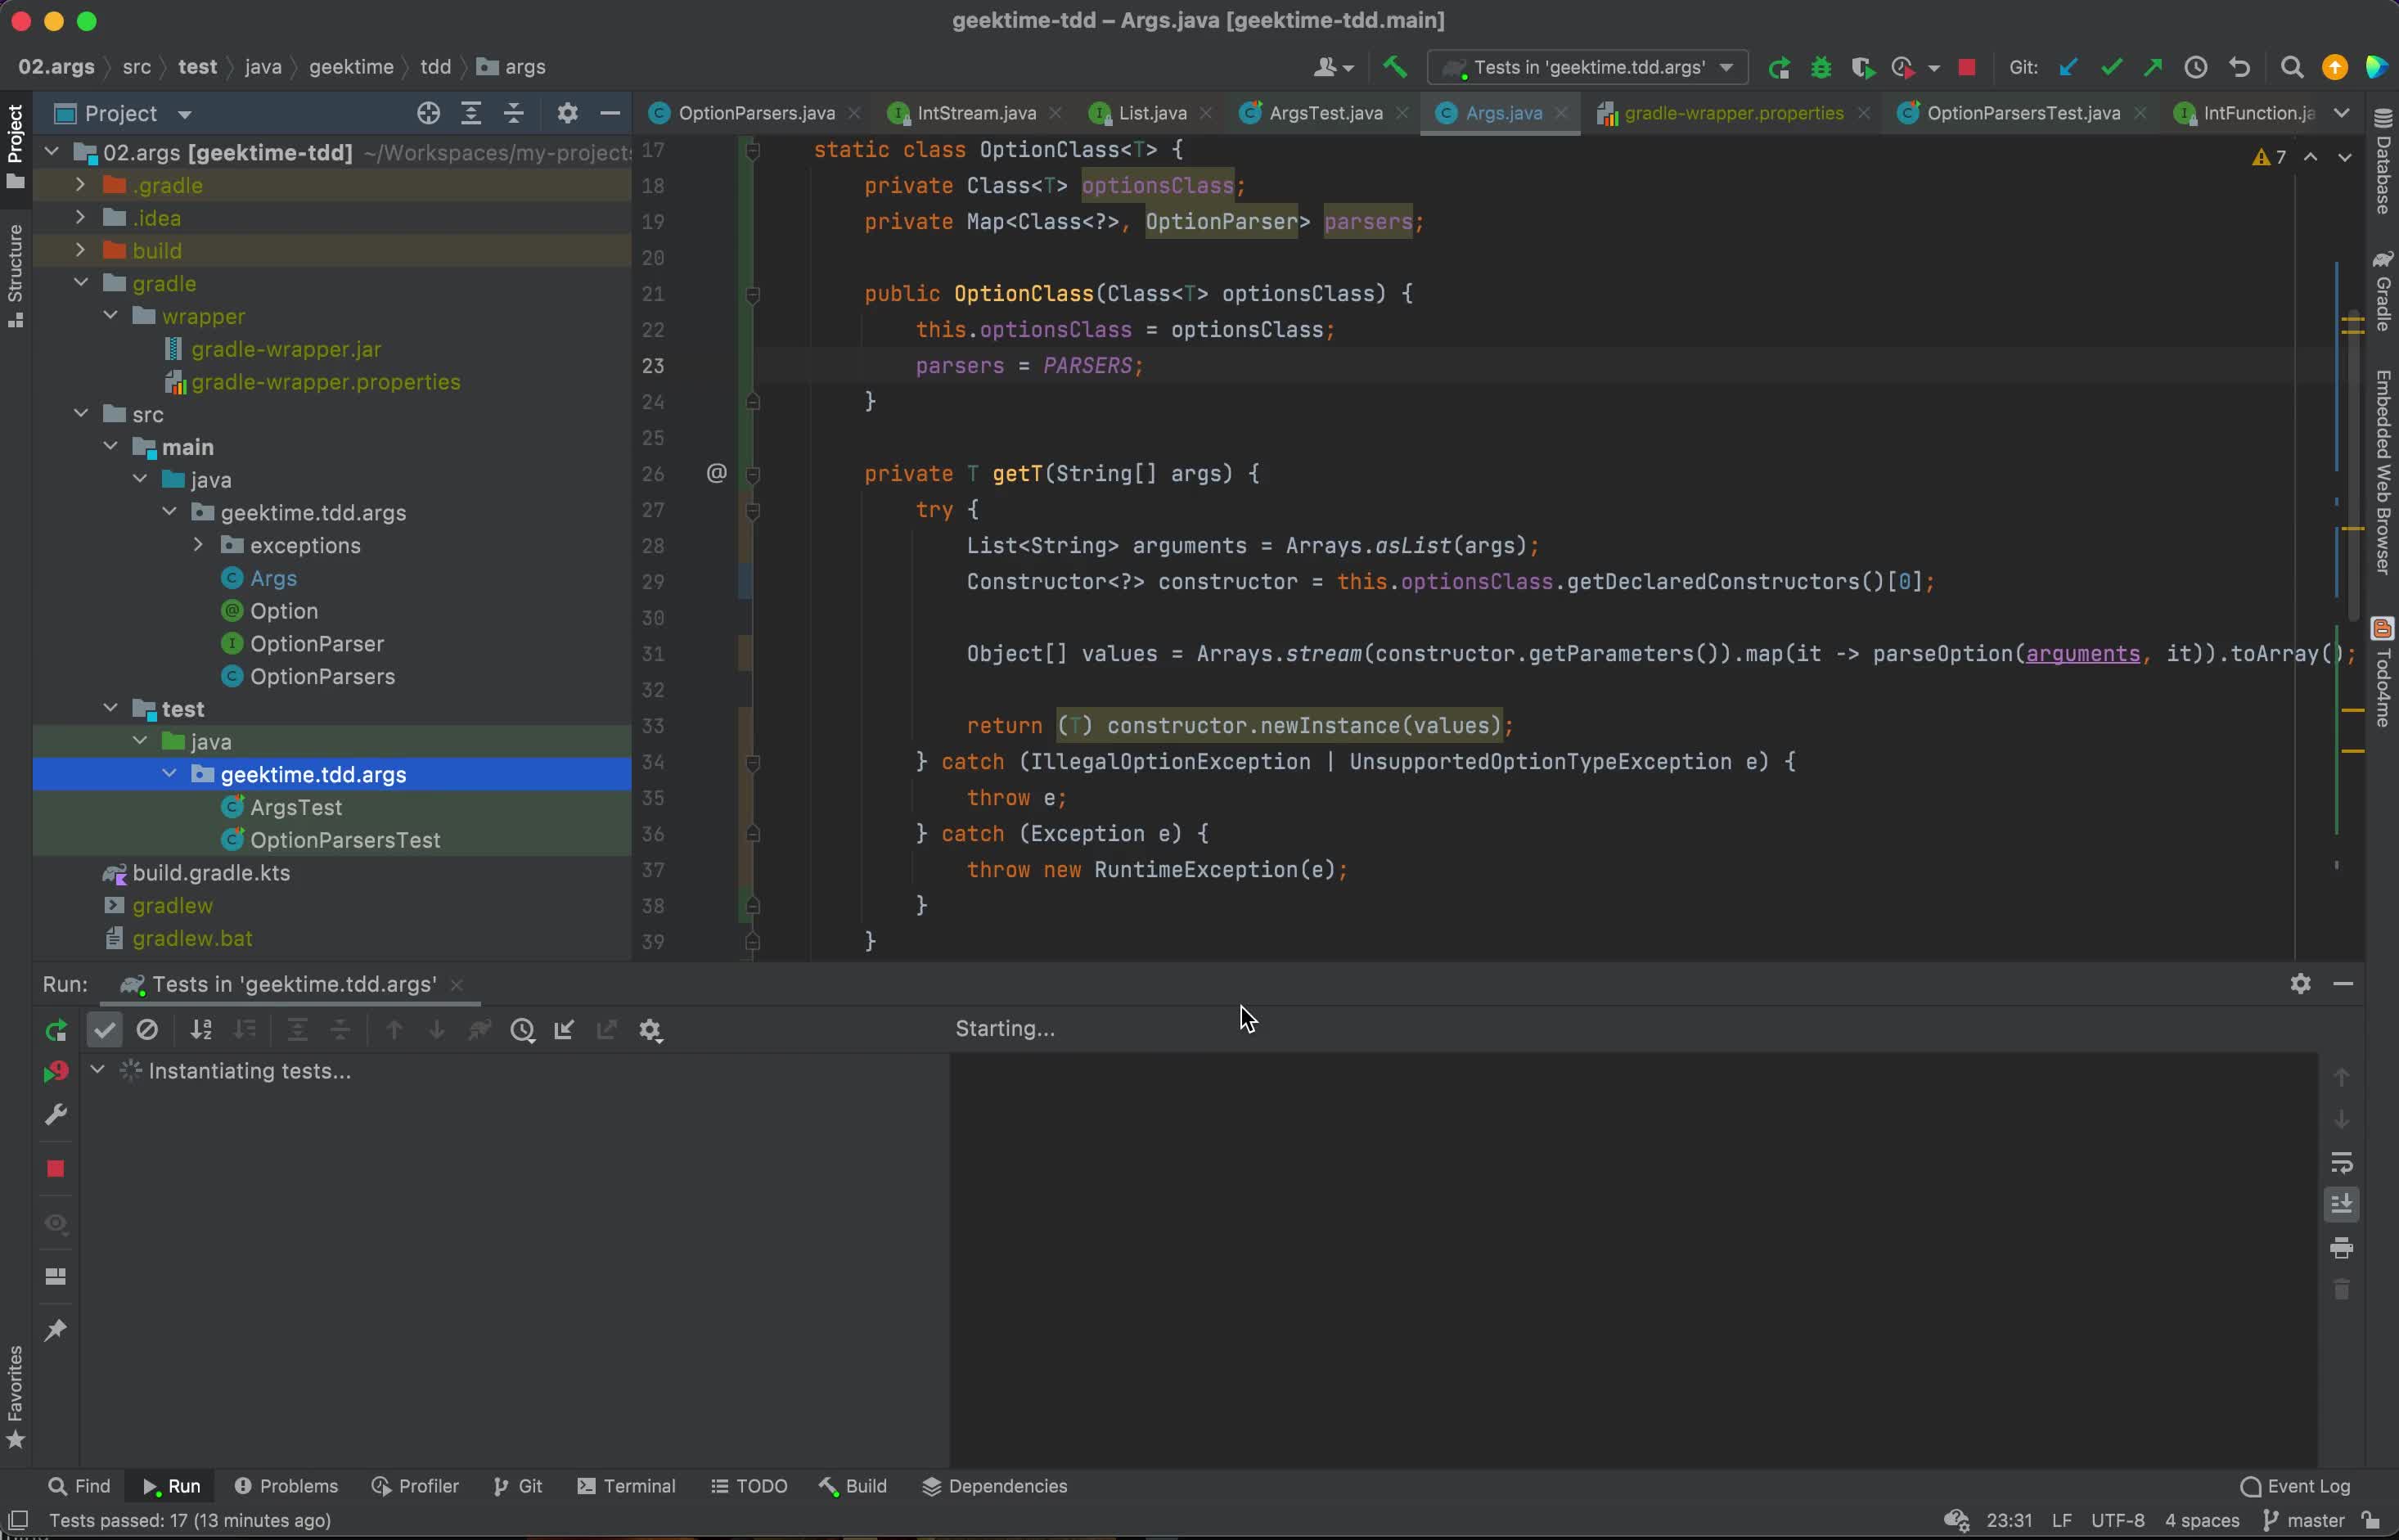 geektime-tdd – Args.java [geektime-tdd.main]
02.args src test java geektime tdd args
Tests in 'geektime.tdd.args'
Git:
Project
OptionParsers.java IntStream.java List.java ArgsTest.java Args.java gradle-wrapper.properties OptionParsersTest.java IntFunction.ja
Project
Structure
Favorites
02.args [geektime-tdd] ~/Workspaces/my-project
.gradle
.idea
build
gradle
wrapper
gradle-wrapper.jar
gradle-wrapper.properties
src
main
java
geektime.tdd.args
exceptions
Args
Option
OptionParser
OptionParsers
test
java
geektime.tdd.args
ArgsTest
OptionParsersTest
build.gradle.kts
gradlew
gradlew.bat
17 static class OptionClass<T> {
18 private Class<T> optionsClass;
19 private Map<Class<?>, OptionParser> parsers;
20
21 public OptionClass(Class<T> optionsClass) {
22 this.optionsClass = optionsClass;
23 parsers = PARSERS;
24 }
25
26 @ private T getT(String[] args) {
27 try {
28 List<String> arguments = Arrays.asList(args);
29 Constructor<?> constructor = this.optionsClass.getDeclaredConstructors()[0];
30
31 Object[] values = Arrays.stream(constructor.getParameters()).map(it -> parseOption(arguments, it)).toArray();
32
33 return (T) constructor.newInstance(values);
34 } catch (IllegalOptionException | UnsupportedOptionTypeException e) {
35 throw e;
36 } catch (Exception e) {
37 throw new RuntimeException(e);
38 }
39 }
7
Database
Gradle
Embedded Web Browser
Todo4me
Run: Tests in 'geektime.tdd.args'
Starting...
Instantiating tests...
Find Run Problems Profiler Git Terminal TODO Build Dependencies Event Log
Tests passed: 17 (13 minutes ago) 23:31 LF UTF-8 4 spaces master